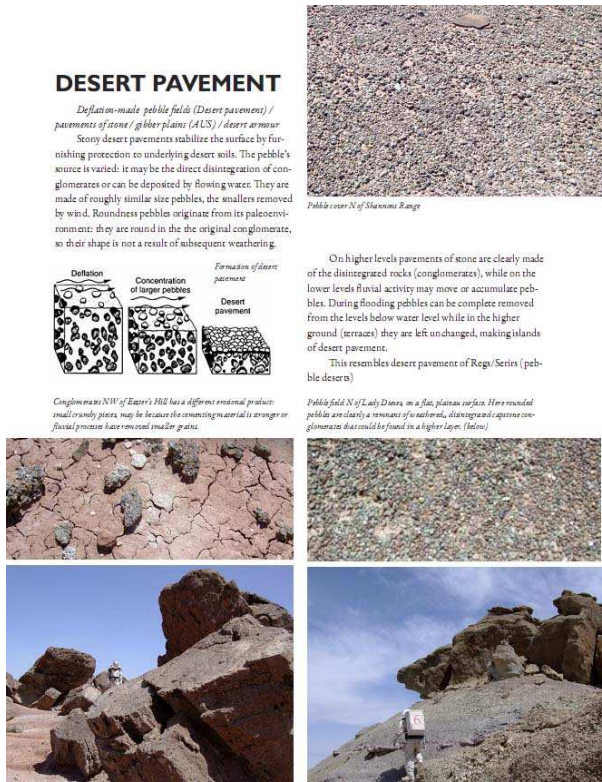 DESERT PAVEMENT
Deflation-made pebble fields (Desert pavement) /
pavements of stone / gibber plains (AUS) / desert armour
Stony desert pavements stabilize the surface by fur-
nishing protection to underlying desert soils. The pebble's
source is varied: it may be the direct disintegration of con-
glomerates or can be deposited by flowing water. They are
made of roughly similar size pebbles, the smallers removed
by wind. Roundness pebbles originate from its paleoenvi-
ronment: they are round in the the original conglomerate,
so their shape is not a result of subsequent weathering.
Formation of desert
pavement
Deflation
Concentration
of larger pebbles
Desert
pavement
Conglomerates NW of Exzter's Hill has a different erosional product:
small crumby pieces, may be because the cementing material is stronger or
fluvial processes have removed smaller grains.
Pebble cover N of Shannons Range
On higher levels pavements of stone are clearly made
of the disintegrated rocks (conglomerates), while on the
lower levels fluvial activity may move or accumulate peb-
bles. During flooding pebbles can be complete removed
from the levels below water level while in the higher
ground (terraces) they are left unchanged, making islands
of desert pavement.
This resembles desert pavement of Regs/Serirs (peb-
ble deserts)
Pebble field N of Lady Dunes, on a flat, plateau surface. Here rounded
pebbles are clearly a remnant of weathered,, disintegrated capstone con-
glomerates that could be found in a higher layer. (below)
6